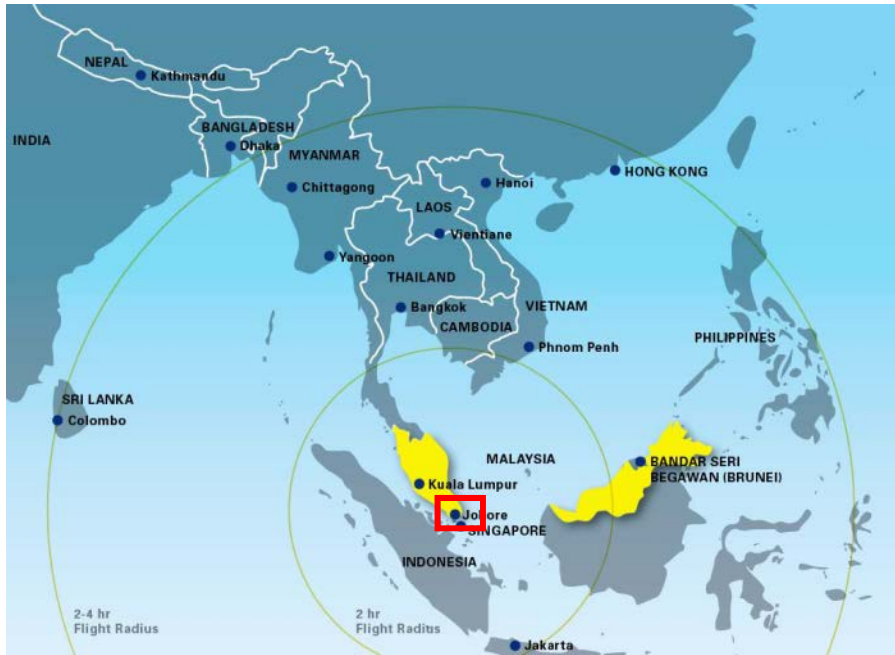 NEPAL
Kathmandu
BANGLADESH
INDIA
Dhaka
MYANMAR
HONG KONG
Chittagong
Hanoi
LAOS
Vientiane
Yangoon
THAILAND
Bangkok
VIETNAM
CAMBODIA
PHILIPPINES
Phnom Penh
SRI LANKA
Colombo
MALAYSIA
BANDAR SERI
BEGAWAN (BRUNEI)
Kuala Lumpur
Johore
SINGAPORE
INDONESIA
2-4 hr
Flight Radius
2 hr
Flight Radius
Jakarta